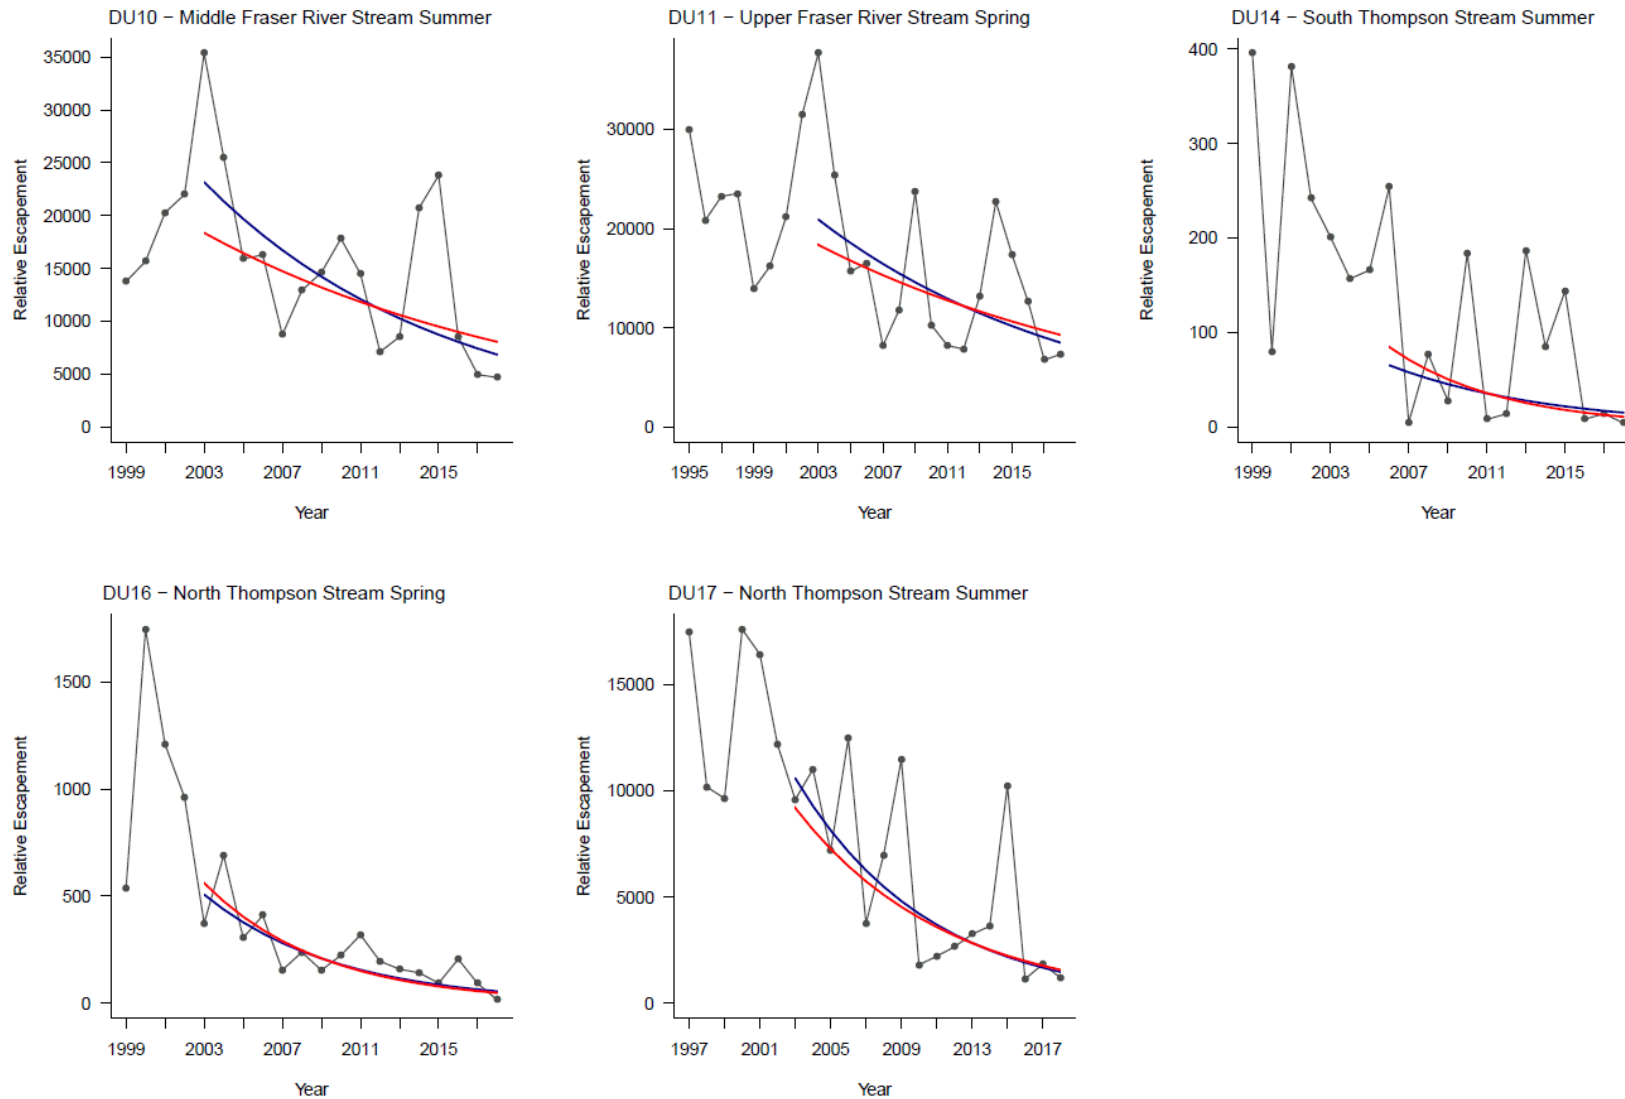 DU10 − Middle Fraser River Stream Summer
Relative Escapement
35000
30000
25000
20000
15000
10000
5000
0
1999 2003 2007 2011 2015
Year
DU11 − Upper Fraser River Stream Spring
Relative Escapement
30000
20000
10000
0
1995 1999 2003 2007 2011 2015
Year
DU14 − South Thompson Stream Summer
Relative Escapement
400
300
200
100
0
1999 2003 2007 2011 2015
Year
DU16 − North Thompson Stream Spring
Relative Escapement
1500
1000
500
0
1999 2003 2007 2011 2015
Year
DU17 − North Thompson Stream Summer
Relative Escapement
15000
10000
5000
0
1997 2001 2005 2009 2013 2017
Year